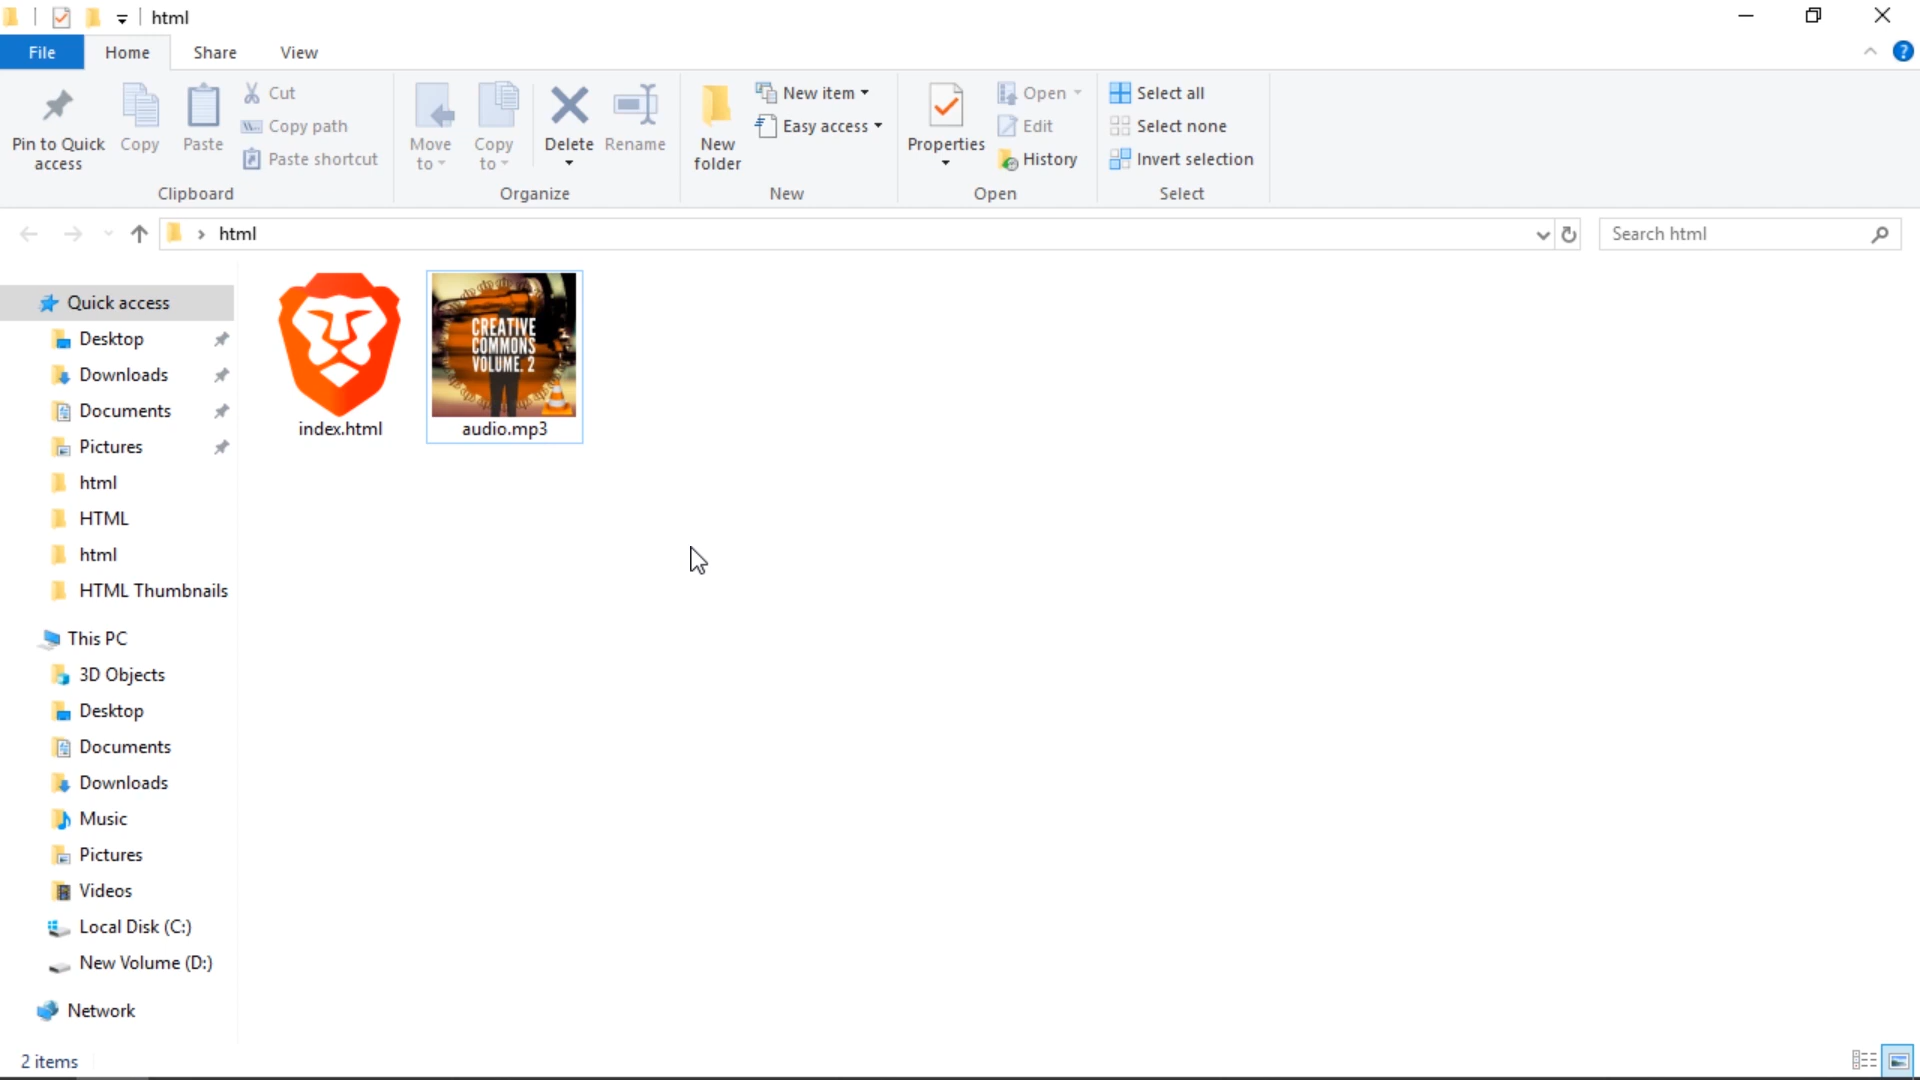 html
File Home Share View
Pin to Quick access
Copy
Paste
Cut
Copy path
Paste shortcut
Clipboard
Move to
Copy to
Delete
Rename
Organize
New folder
New item
Easy access
New
Properties
Open
Edit
History
Open
Select all
Select none
Invert selection
Select
html
Search html
Quick access
Desktop
Downloads
Documents
Pictures
html
HTML
html
HTML Thumbnails
This PC
3D Objects
Desktop
Documents
Downloads
Music
Pictures
Videos
Local Disk (C:)
New Volume (D:)
Network
index.html
CREATIVE
COMMONS
VOLUME. 2
audio.mp3
2 items